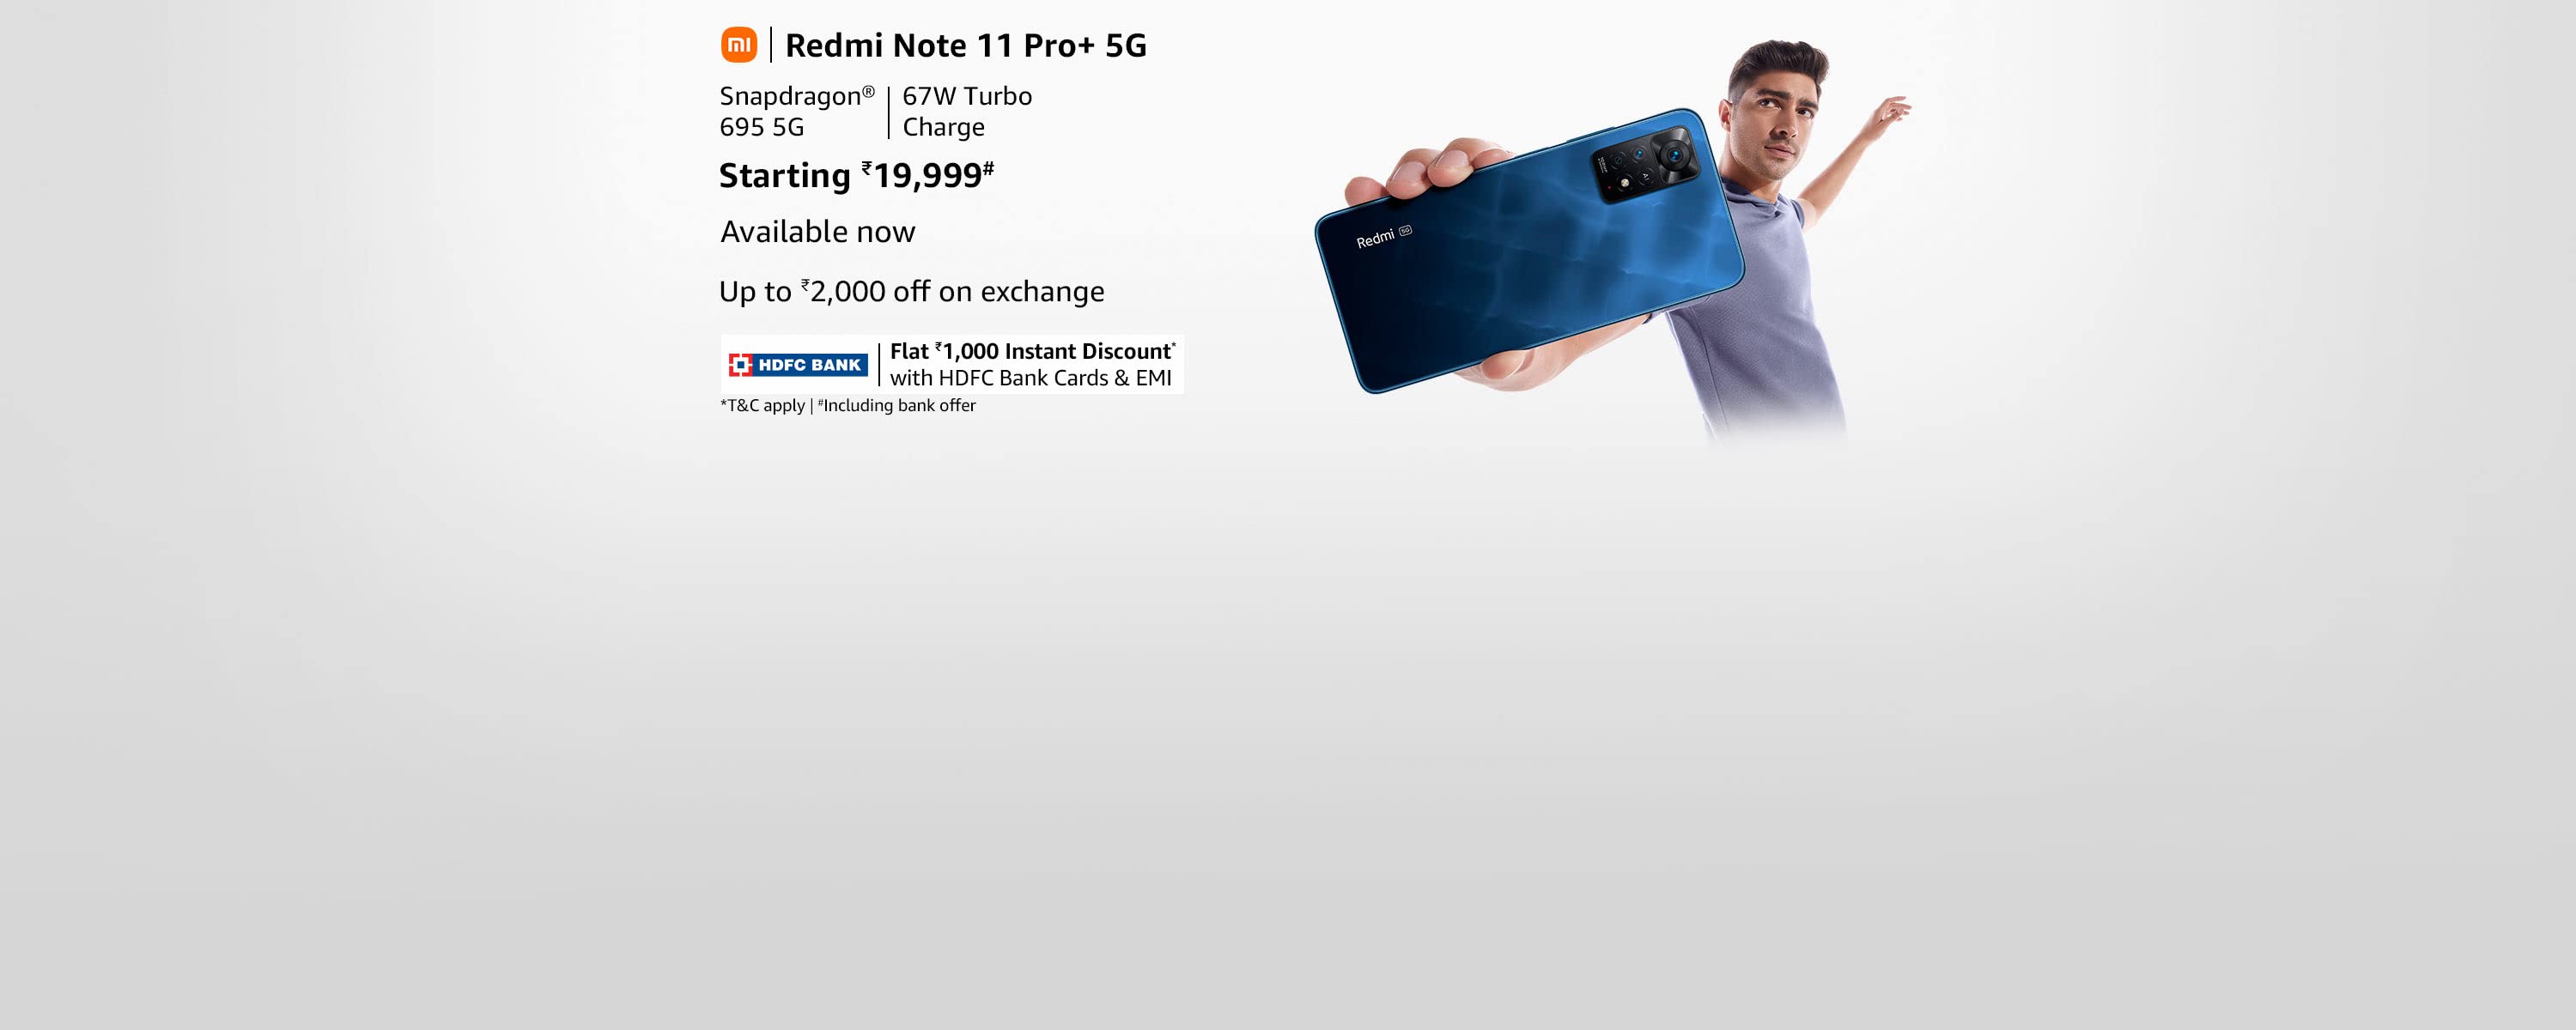 mi
Redmi Note 11 Pro+ 5G
Snapdragon®
695 5G
67W Turbo
Charge
Starting ₹19,999#
Available now
Up to ₹2,000 off on exchange
HDFC BANK
Flat ₹1,000 Instant Discount*
with HDFC Bank Cards & EMI
*T&C apply | #Including bank offer
Redmi 5G
AI